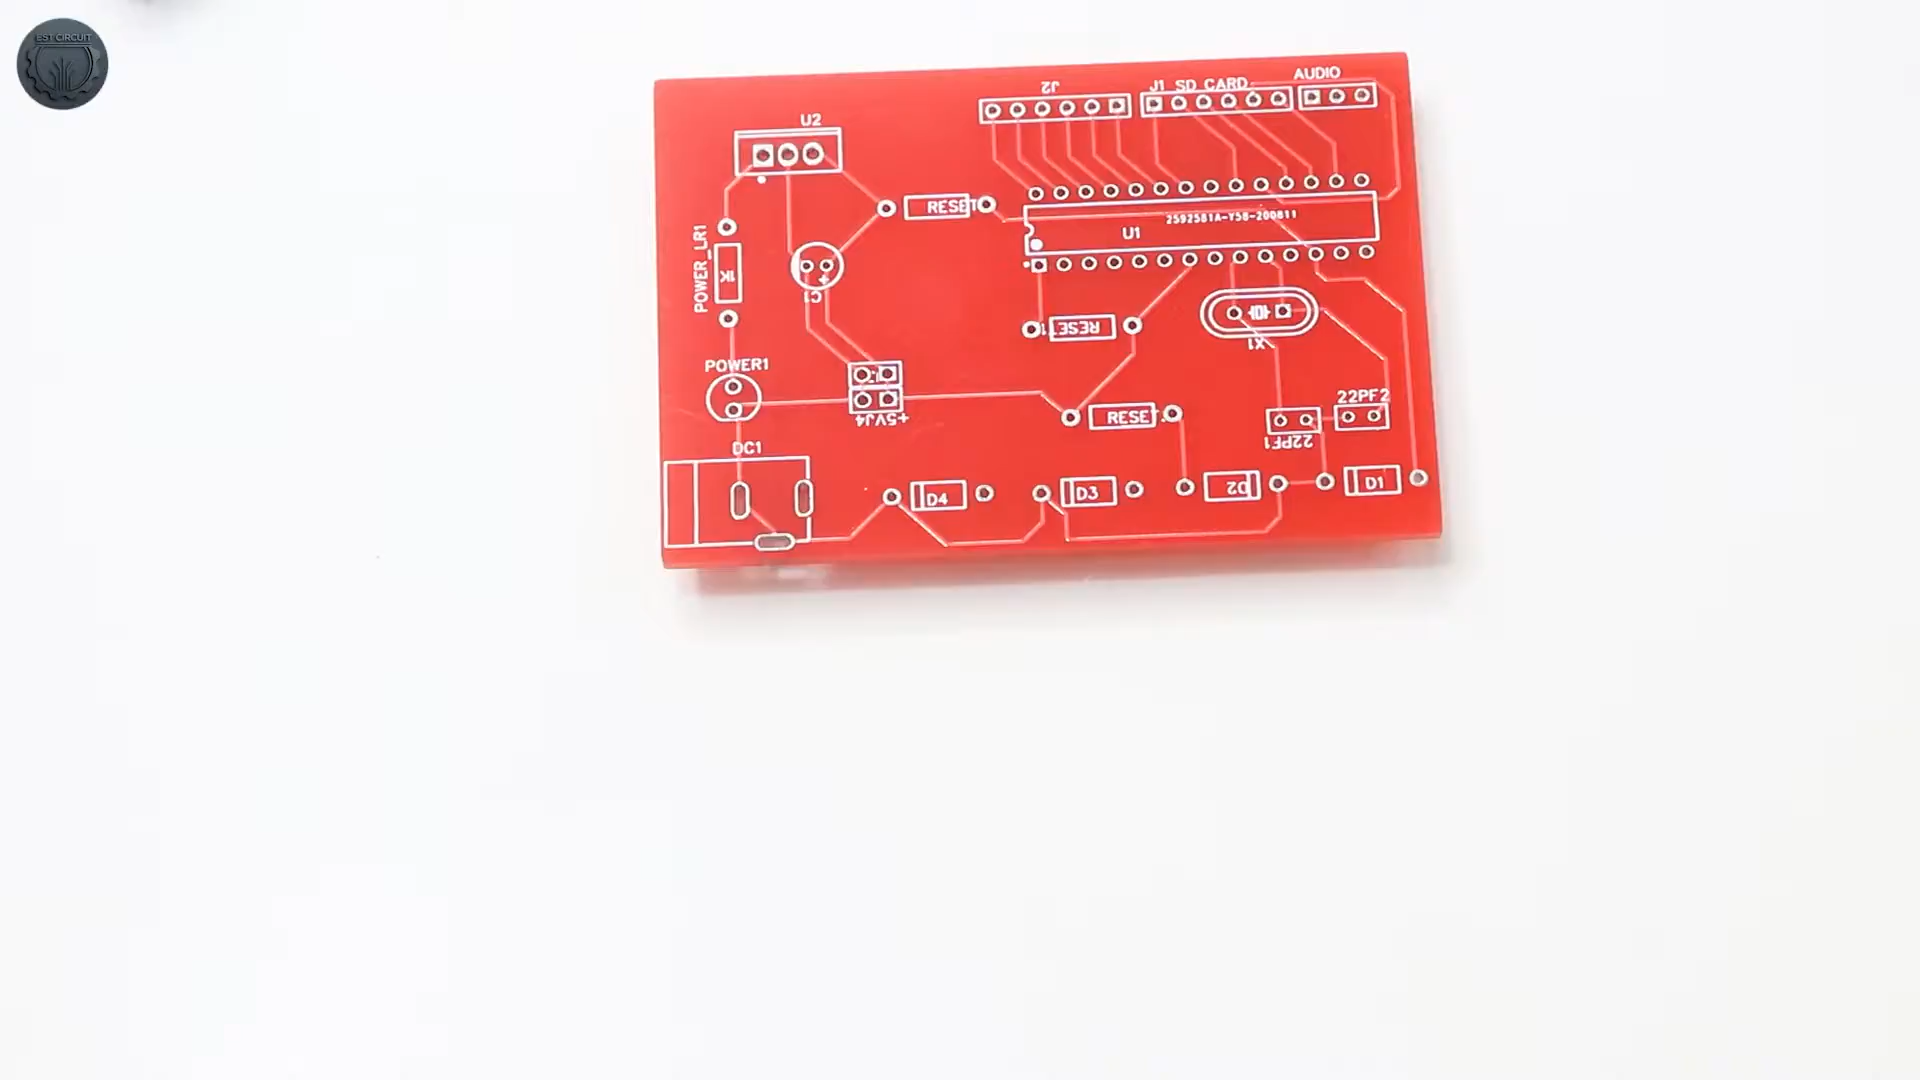 EST CIRCUIT
J2
J1 SD CARD
AUDIO
U2
RESET
2592581A-Y58-200811
U1
POWER_LR1
1K
C1
RESET1
X1
POWER1
+5VJ4
RESET
22PF1
22PF2
DC1
D4
D3
D2
D1